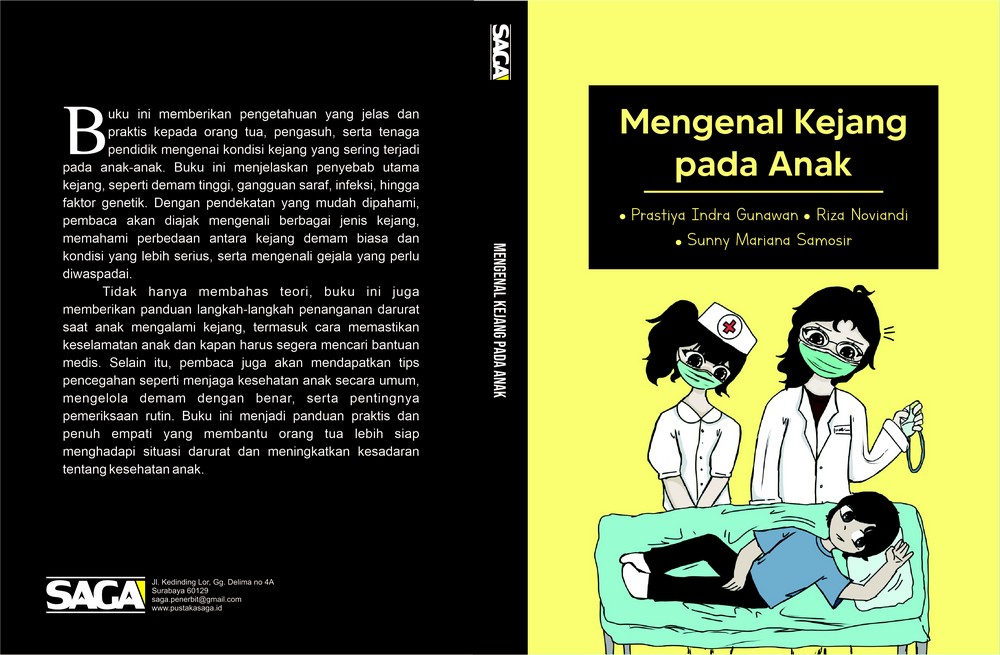 Buku ini memberikan pengetahuan yang jelas dan
praktis kepada orang tua, pengasuh, serta tenaga
pendidik mengenai kondisi kejang yang sering terjadi
pada anak-anak. Buku ini menjelaskan penyebab utama
kejang, seperti demam tinggi, gangguan saraf, infeksi, hingga
faktor genetik. Dengan pendekatan yang mudah dipahami,
pembaca akan diajak mengenali berbagai jenis kejang,
memahami perbedaan antara kejang demam biasa dan
kondisi yang lebih serius, serta mengenali gejala yang perlu
diwaspadai.
Tidak hanya membahas teori, buku ini juga
memberikan panduan langkah-langkah penanganan darurat
saat anak mengalami kejang, termasuk cara memastikan
keselamatan anak dan kapan harus segera mencari bantuan
medis. Selain itu, pembaca juga akan mendapatkan tips
pencegahan seperti menjaga kesehatan anak secara umum,
mengelola demam dengan benar, serta pentingnya
pemeriksaan rutin. Buku ini menjadi panduan praktis dan
penuh empati yang membantu orang tua lebih siap
menghadapi situasi darurat dan meningkatkan kesadaran
tentang kesehatan anak.
SAGA
Jl. Kedinding Lor, Gg. Delima no 4A
Surabaya 60129
saga.penerbit@gmail.com
www.pustakasaga.id
SAGA
MENGENAL KEJANG PADA ANAK
Mengenal Kejang
pada Anak
• Prastiya Indra Gunawan • Riza Noviandi
• Sunny Mariana Samosir